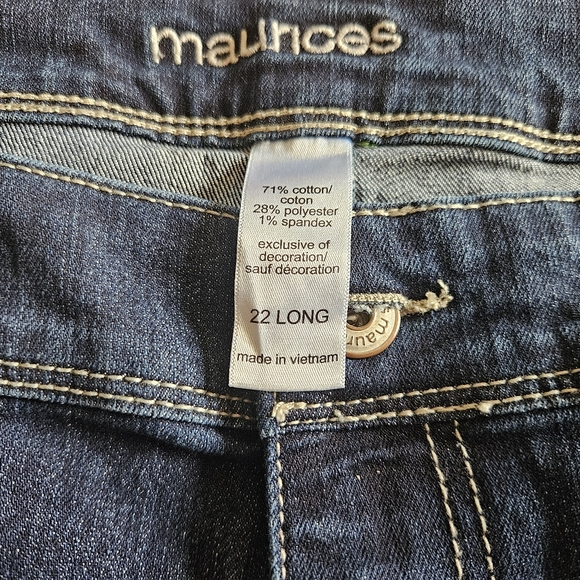 maurices
71% cotton/
coton
28% polyester
1% spandex
exclusive of
decoration/
sauf décoration
22 LONG
made in vietnam